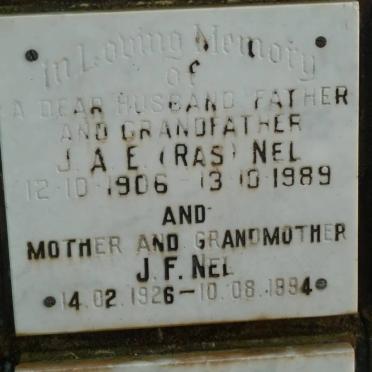 in Loving Memory
of
A DEAR HUSBAND FATHER
AND GRANDFATHER
J. A. E. (RAS) NEL
12·10·1906 - 13·10·1989
AND
MOTHER AND GRANDMOTHER
J. F. NEL
14.02.1926 - 10.08.1994